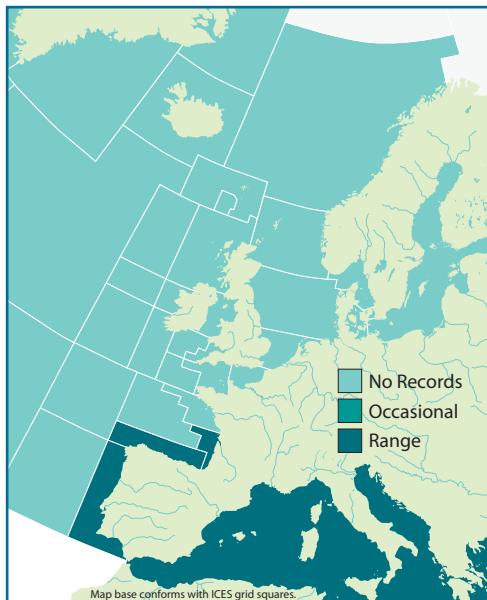 No Records
Occasional
Range
Map base conforms with ICES grid squares.